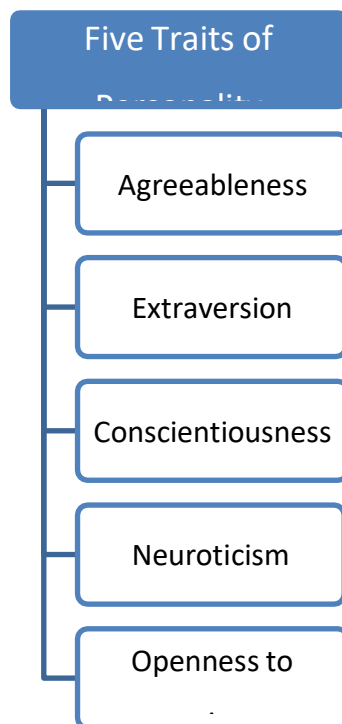 Five Traits of
Agreeableness
Extraversion
Conscientiousness
Neuroticism
Openness to